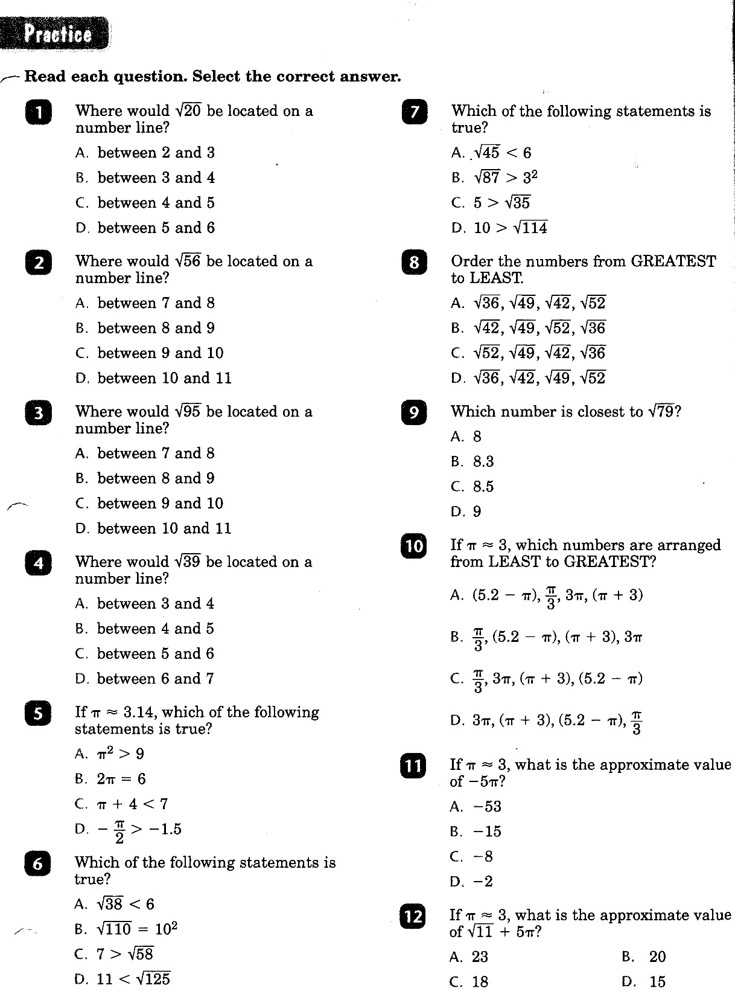 Practice
Read each question. Select the correct answer.
1 Where would √20 be located on a
number line?
A. between 2 and 3
B. between 3 and 4
C. between 4 and 5
D. between 5 and 6
2 Where would √56 be located on a
number line?
A. between 7 and 8
B. between 8 and 9
C. between 9 and 10
D. between 10 and 11
3 Where would √95 be located on a
number line?
A. between 7 and 8
B. between 8 and 9
C. between 9 and 10
D. between 10 and 11
4 Where would √39 be located on a
number line?
A. between 3 and 4
B. between 4 and 5
C. between 5 and 6
D. between 6 and 7
5 If π ≈ 3.14, which of the following
statements is true?
A. π² > 9
B. 2π = 6
C. π + 4 < 7
D. − π/2 > −1.5
6 Which of the following statements is
true?
A. √38 < 6
B. √110 = 10²
C. 7 > √58
D. 11 < √125
7 Which of the following statements is
true?
A. √45 < 6
B. √87 > 3²
C. 5 > √35
D. 10 > √114
8 Order the numbers from GREATEST
to LEAST.
A. √36, √49, √42, √52
B. √42, √49, √52, √36
C. √52, √49, √42, √36
D. √36, √42, √49, √52
9 Which number is closest to √79?
A. 8
B. 8.3
C. 8.5
D. 9
10 If π ≈ 3, which numbers are arranged
from LEAST to GREATEST?
A. (5.2 − π), π/3, 3π, (π + 3)
B. π/3, (5.2 − π), (π + 3), 3π
C. π/3, 3π, (π + 3), (5.2 − π)
D. 3π, (π + 3), (5.2 − π), π/3
11 If π ≈ 3, what is the approximate value
of −5π?
A. −53
B. −15
C. −8
D. −2
12 If π ≈ 3, what is the approximate value
of √11 + 5π?
A. 23 B. 20
C. 18 D. 15